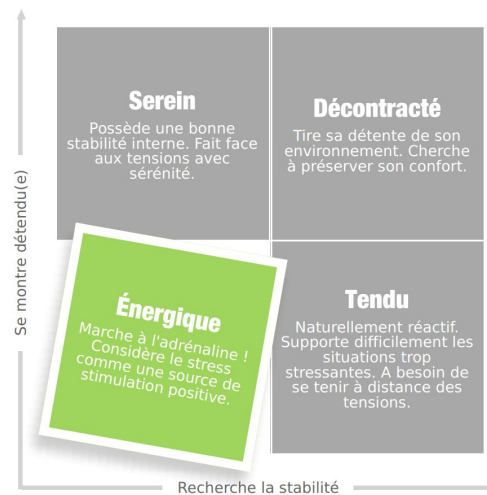 Serein
Possède une bonne
stabilité interne. Fait face
aux tensions avec
sérénité.
Décontracté
Tire sa détente de son
environnement. Cherche
à préserver son confort.
Se montre détendu(e)
Énergique
Marche à l'adrénaline !
Considère le stress
comme une source de
stimulation positive.
Tendu
Naturellement réactif.
Supporte difficilement les
situations trop
stressantes. A besoin de
se tenir à distance des
tensions.
Recherche la stabilité